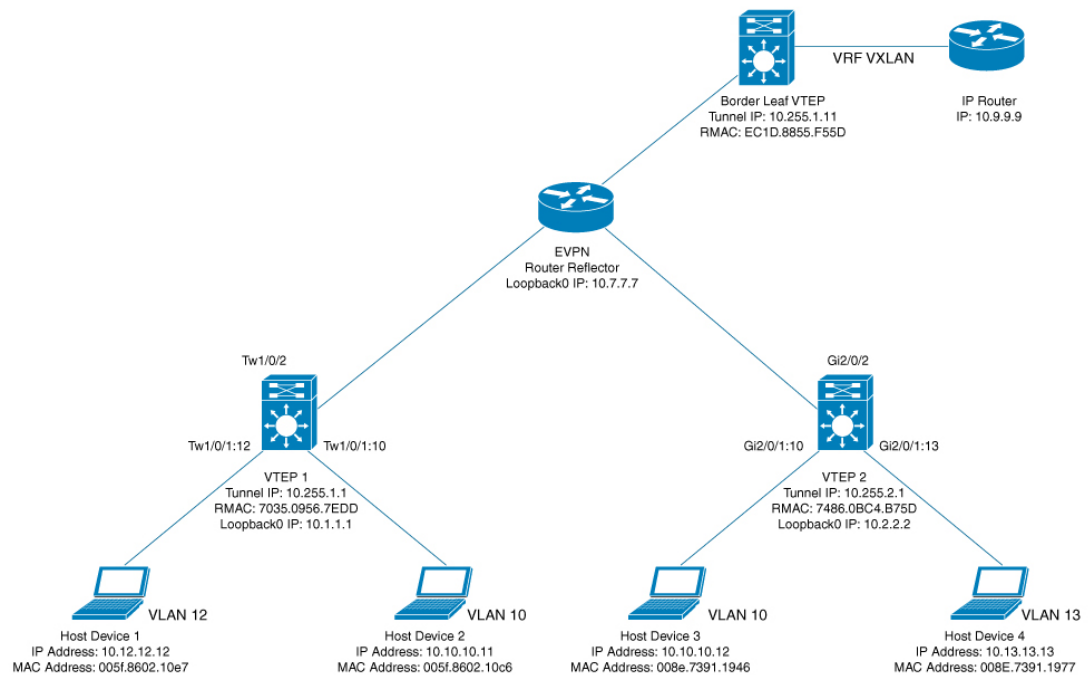 VRF VXLAN
Border Leaf VTEP
Tunnel IP: 10.255.1.11
RMAC: EC1D.8855.F55D
IP Router
IP: 10.9.9.9
EVPN
Router Reflector
Loopback0 IP: 10.7.7.7
Tw1/0/2
Gi2/0/2
Tw1/0/1:12
Tw1/0/1:10
Gi2/0/1:10
Gi2/0/1:13
VTEP 1
Tunnel IP: 10.255.1.1
RMAC: 7035.0956.7EDD
Loopback0 IP: 10.1.1.1
VTEP 2
Tunnel IP: 10.255.2.1
RMAC: 7486.0BC4.B75D
Loopback0 IP: 10.2.2.2
VLAN 12
Host Device 1
IP Address: 10.12.12.12
MAC Address: 005f.8602.10e7
VLAN 10
Host Device 2
IP Address: 10.10.10.11
MAC Address: 005f.8602.10c6
VLAN 10
Host Device 3
IP Address: 10.10.10.12
MAC Address: 008e.7391.1946
VLAN 13
Host Device 4
IP Address: 10.13.13.13
MAC Address: 008E.7391.1977